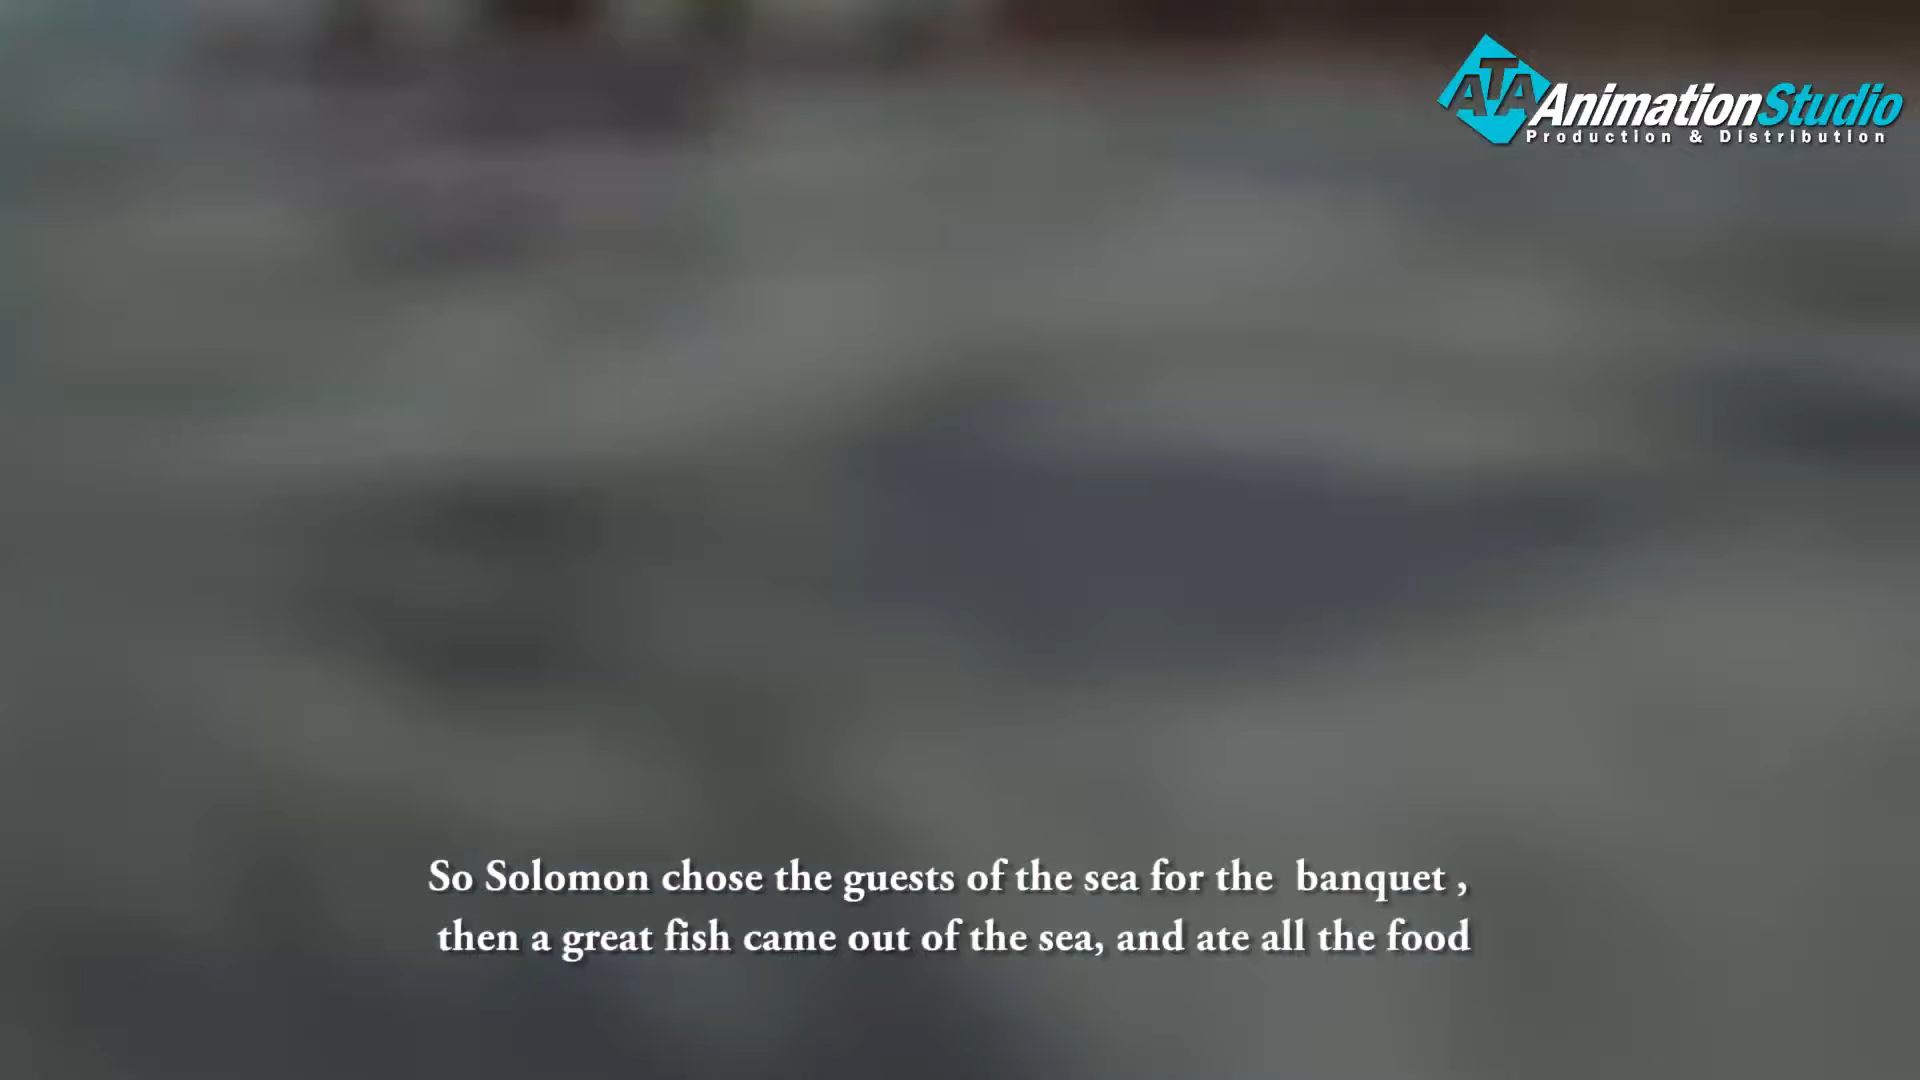 ATA AnimationStudio
Production & Distribution
So Solomon chose the guests of the sea for the  banquet ,
then a great fish came out of the sea, and ate all the food